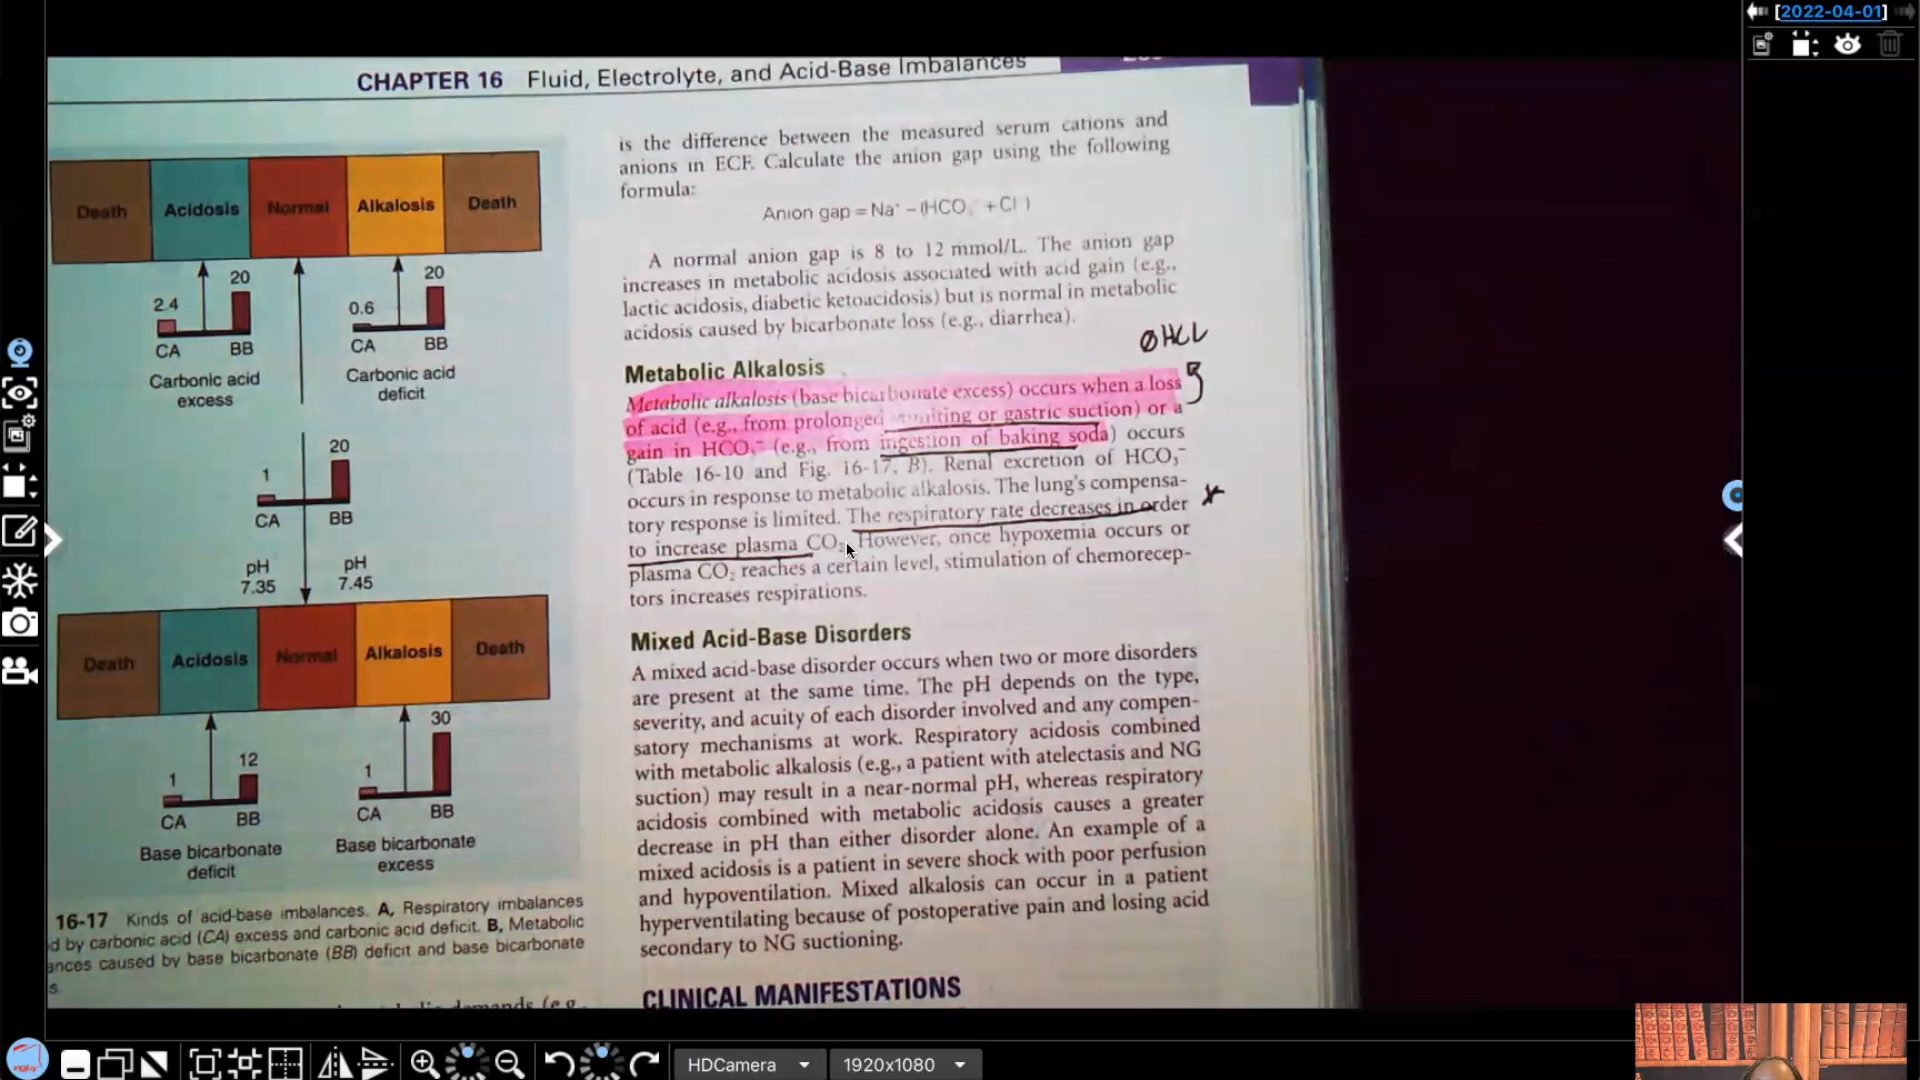 [2022-04-01]
CHAPTER 16 Fluid, Electrolyte, and Acid-Base Imbalances
Death Acidosis Normal Alkalosis Death
2.4 20
CA BB
Carbonic acid
excess
0.6 20
CA BB
Carbonic acid
deficit
1 20
CA BB
pH
7.35
pH
7.45
Death Acidosis Normal Alkalosis Death
1 12
CA BB
Base bicarbonate
deficit
1 30
CA BB
Base bicarbonate
excess
16-17 Kinds of acid-base imbalances. A, Respiratory imbalances
d by carbonic acid (CA) excess and carbonic acid deficit. B, Metabolic
ances caused by base bicarbonate (BB) deficit and base bicarbonate
s.
demands (e.g.,
is the difference between the measured serum cations and
anions in ECF. Calculate the anion gap using the following
formula:
Anion gap = Na⁺ − (HCO₃⁻ + Cl⁻)
A normal anion gap is 8 to 12 mmol/L. The anion gap
increases in metabolic acidosis associated with acid gain (e.g.,
lactic acidosis, diabetic ketoacidosis) but is normal in metabolic
acidosis caused by bicarbonate loss (e.g., diarrhea).
ØHCL
Metabolic Alkalosis
Metabolic alkalosis (base bicarbonate excess) occurs when a loss
of acid (e.g., from prolonged vomiting or gastric suction) or a
gain in HCO₃⁻ (e.g., from ingestion of baking soda) occurs
(Table 16-10 and Fig. 16-17, B). Renal excretion of HCO₃⁻
occurs in response to metabolic alkalosis. The lung's compensa-
tory response is limited. The respiratory rate decreases in order
to increase plasma CO₂. However, once hypoxemia occurs or
plasma CO₂ reaches a certain level, stimulation of chemorecep-
tors increases respirations.
Mixed Acid-Base Disorders
A mixed acid-base disorder occurs when two or more disorders
are present at the same time. The pH depends on the type,
severity, and acuity of each disorder involved and any compen-
satory mechanisms at work. Respiratory acidosis combined
with metabolic alkalosis (e.g., a patient with atelectasis and NG
suction) may result in a near-normal pH, whereas respiratory
acidosis combined with metabolic acidosis causes a greater
decrease in pH than either disorder alone. An example of a
mixed acidosis is a patient in severe shock with poor perfusion
and hypoventilation. Mixed alkalosis can occur in a patient
hyperventilating because of postoperative pain and losing acid
secondary to NG suctioning.
CLINICAL MANIFESTATIONS
HDCamera 1920x1080